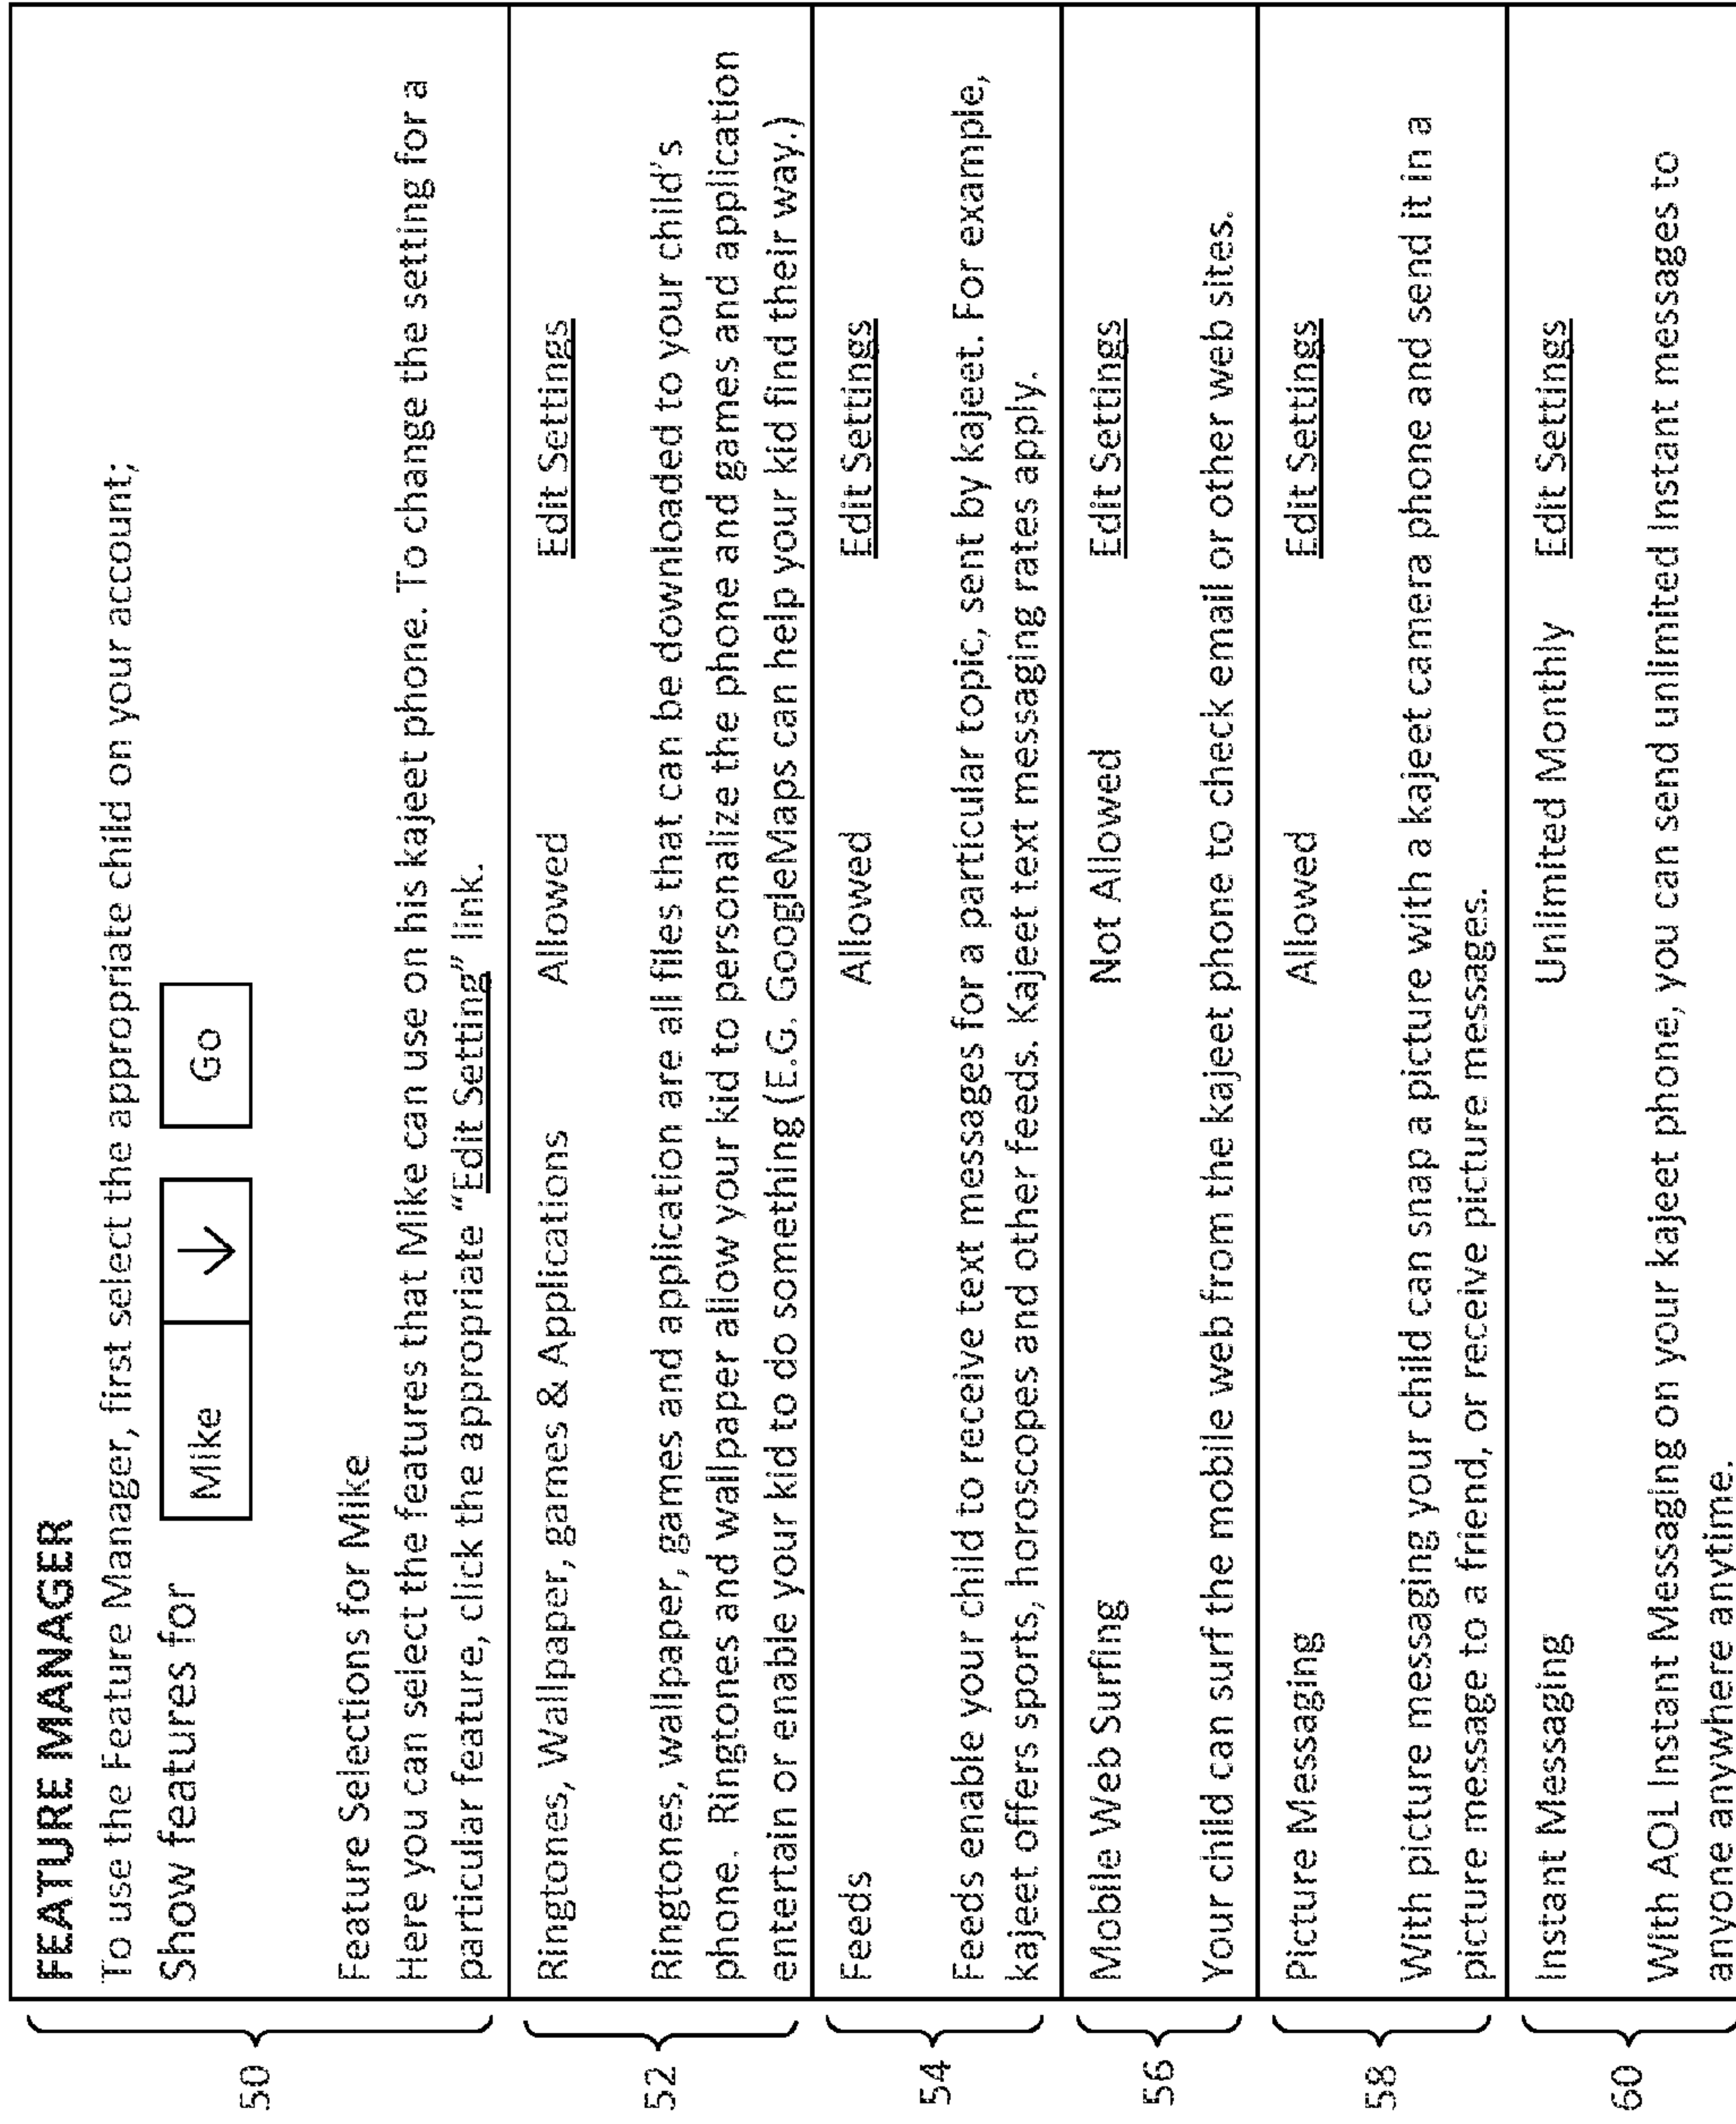 FEATURE MANAGER
To use the Feature Manager, first select the appropriate child on your account;
Show features for Mike ↓ Go
Feature Selections for Mike
Here you can select the features that Mike can use on his kajeet phone. To change the setting for a
particular feature, click the appropriate “Edit Setting” link.
50
Ringtones, Wallpaper, games & Applications Allowed Edit Settings
Ringtones, wallpaper, games and application are all files that can be downloaded to your child's
phone. Ringtones and wallpaper allow your kid to personalize the phone and games and application
entertain or enable your kid to do something (E.G. GoogleMaps can help your kid find their way.)
52
Feeds Allowed Edit Settings
Feeds enable your child to receive text messages for a particular topic, sent by kajeet. For example,
kajeet offers sports, horoscopes and other feeds. Kajeet text messaging rates apply.
54
Mobile Web Surfing Not Allowed Edit Settings
Your child can surf the mobile web from the kajeet phone to check email or other web sites.
56
Picture Messaging Allowed Edit Settings
With picture messaging your child can snap a picture with a kajeet camera phone and send it in a
picture message to a friend, or receive picture messages.
58
Instant Messaging Unlimited Monthly Edit Settings
With AOL Instant Messaging on your kajeet phone, you can send unlimited instant messages to
anyone anywhere anytime.
60